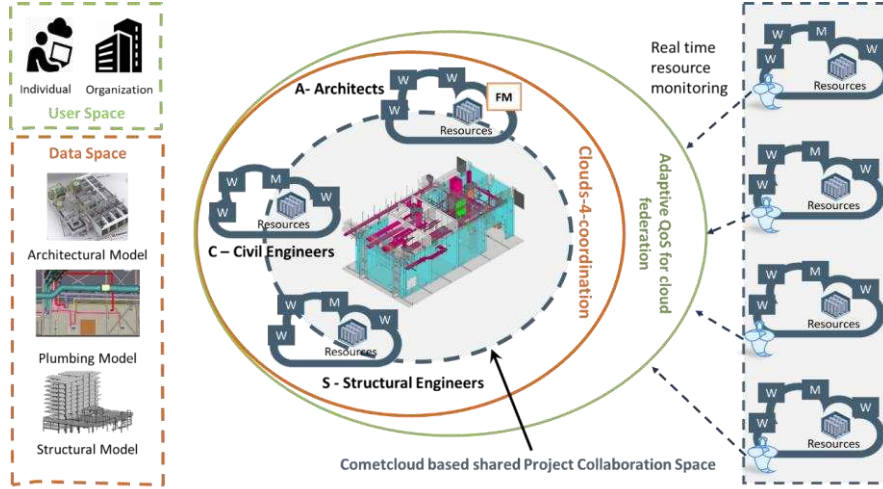 Individual
Organization
User Space
Data Space
Architectural Model
Plumbing Model
Structural Model
A- Architects
W
W
W
W
FM
Resources
W
M
W
W
Resources
C – Civil Engineers
W
M
W
W
Resources
S - Structural Engineers
Clouds-4-coordination
Adaptive QoS for cloud
federation
Real time
resource
monitoring
Cometcloud based shared Project Collaboration Space
W
M
W
W
Resources
W
M
W
W
Resources
W
M
W
W
Resources
W
M
W
W
Resources